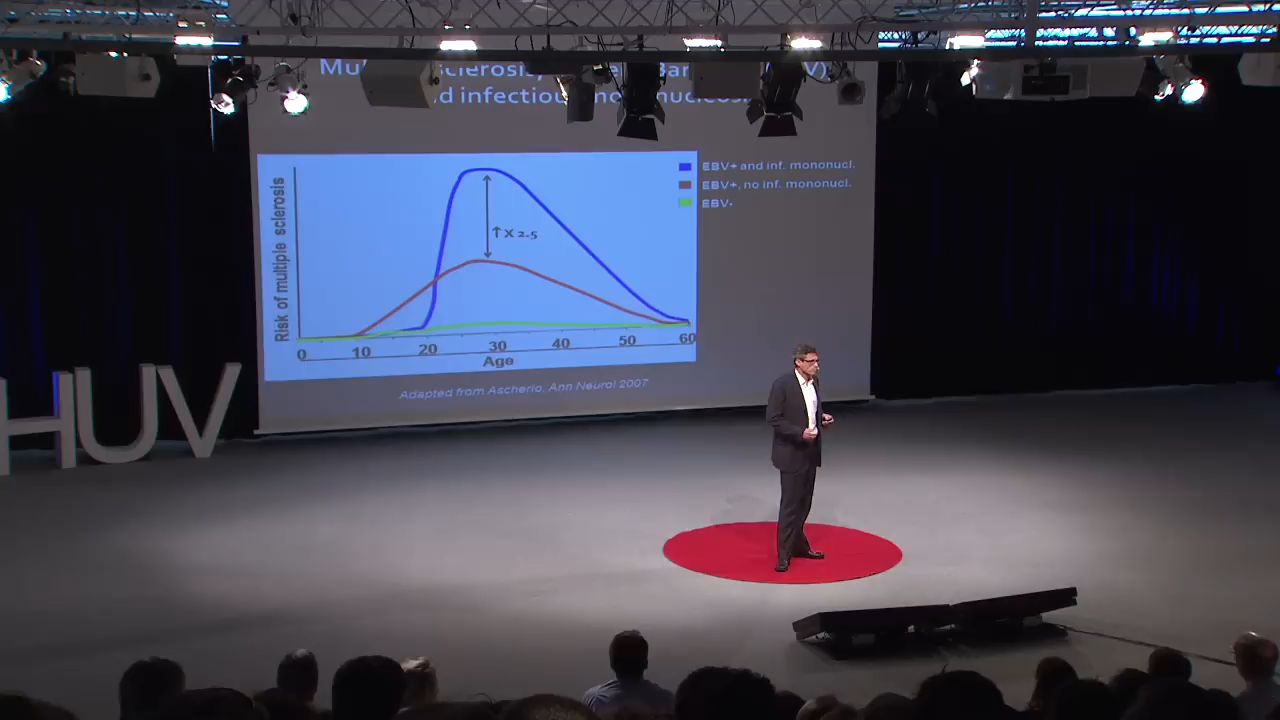 EBV+ and inf. mononucl.
EBV+, no inf. mononucl.
EBV-
Risk of multiple sclerosis
↑ x 2.5
0 10 20 30 40 50 60
Age
Adapted from Ascherio, Ann Neurol 2007
HUV